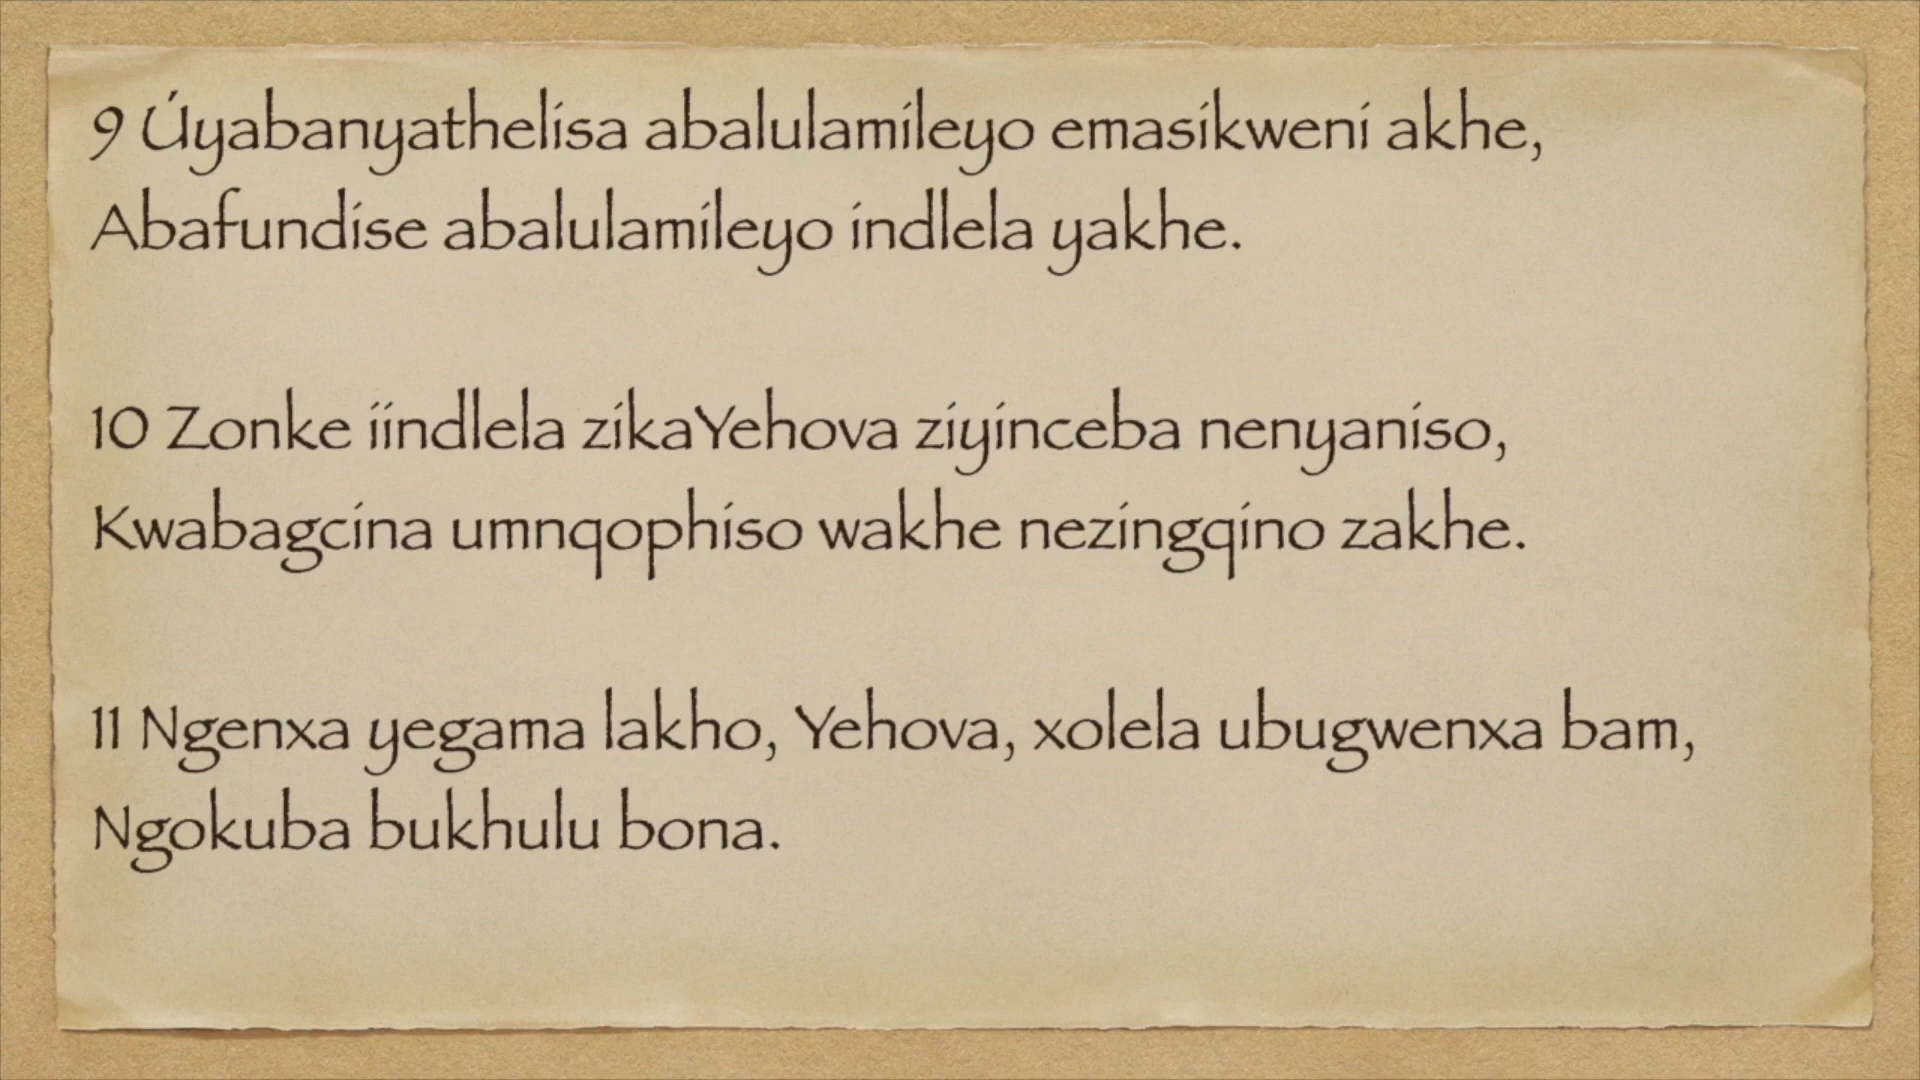 9 Úyabanyathelisa abalulamileyo emasikweni akhe,
Abafundise abalulamileyo indlela yakhe.
10 Zonke iindlela zikaYehova ziyinceba nenyaniso,
Kwabagcina umnqophiso wakhe nezingqino zakhe.
11 Ngenxa yegama lakho, Yehova, xolela ubugwenxa bam,
Ngokuba bukhulu bona.